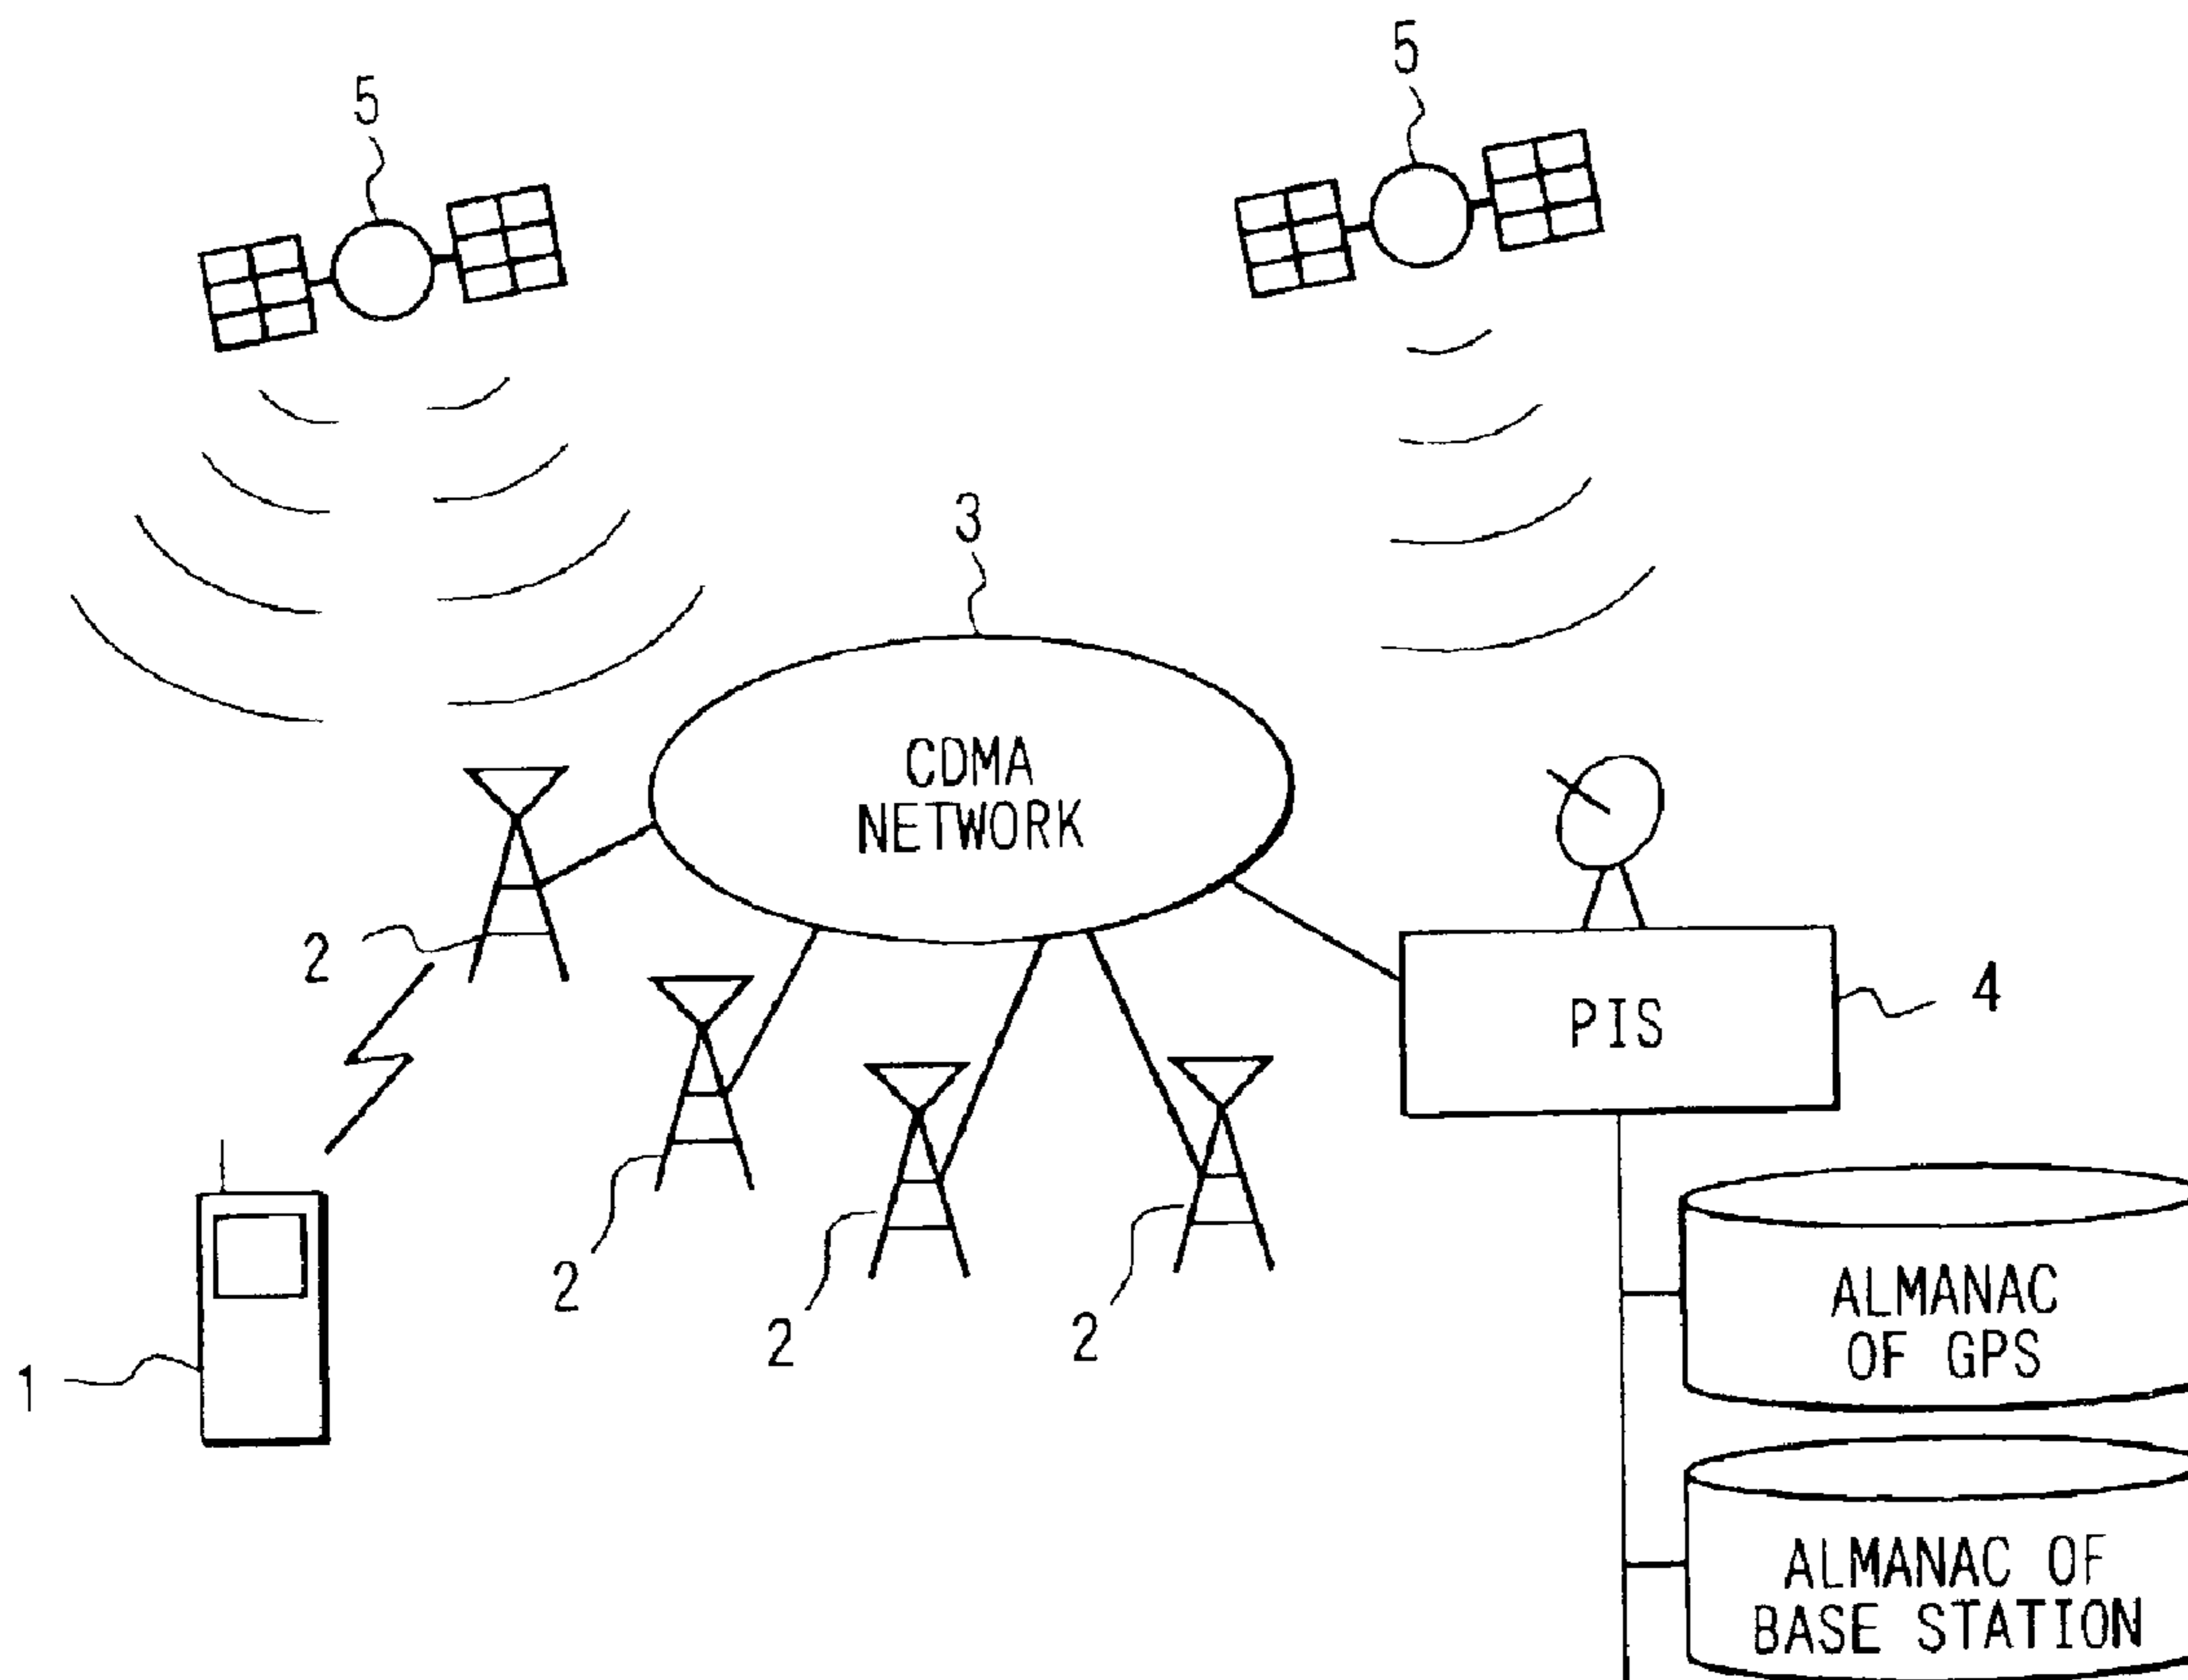 5
5
3
CDMA
NETWORK
2
4
PIS
2
2
2
1
ALMANAC
OF GPS
ALMANAC OF
BASE STATION